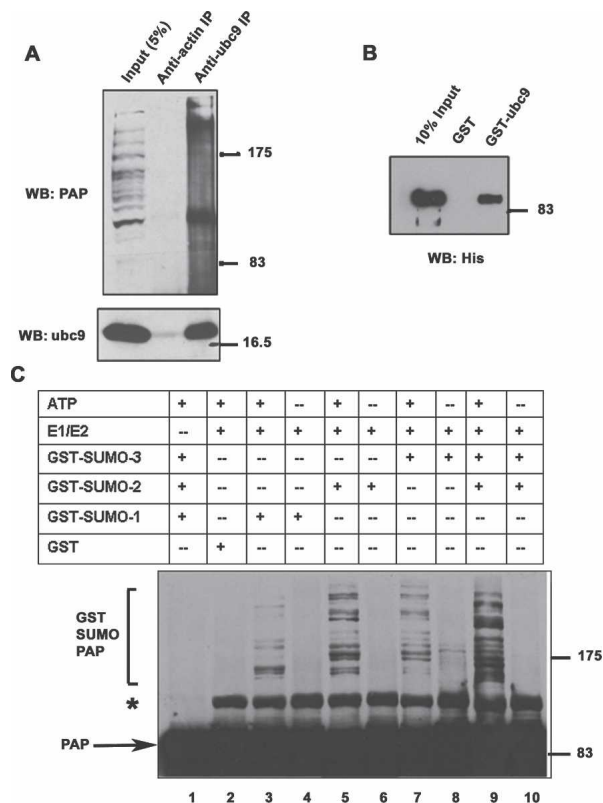 A
Input (5%)
Anti-actin IP
Anti-ubc9 IP
175
WB: PAP
83
WB: ubc9
16.5
B
10% Input
GST
GST-ubc9
83
WB: His
C
ATP + + + -- + -- + -- + --
E1/E2 -- + + + + + + + + +
GST-SUMO-3 + -- -- -- -- -- + + + +
GST-SUMO-2 + -- -- -- + + -- -- + +
GST-SUMO-1 + -- + + -- -- -- -- -- --
GST -- + -- -- -- -- -- -- -- --
GST
SUMO
PAP
175
*
PAP
83
1 2 3 4 5 6 7 8 9 10